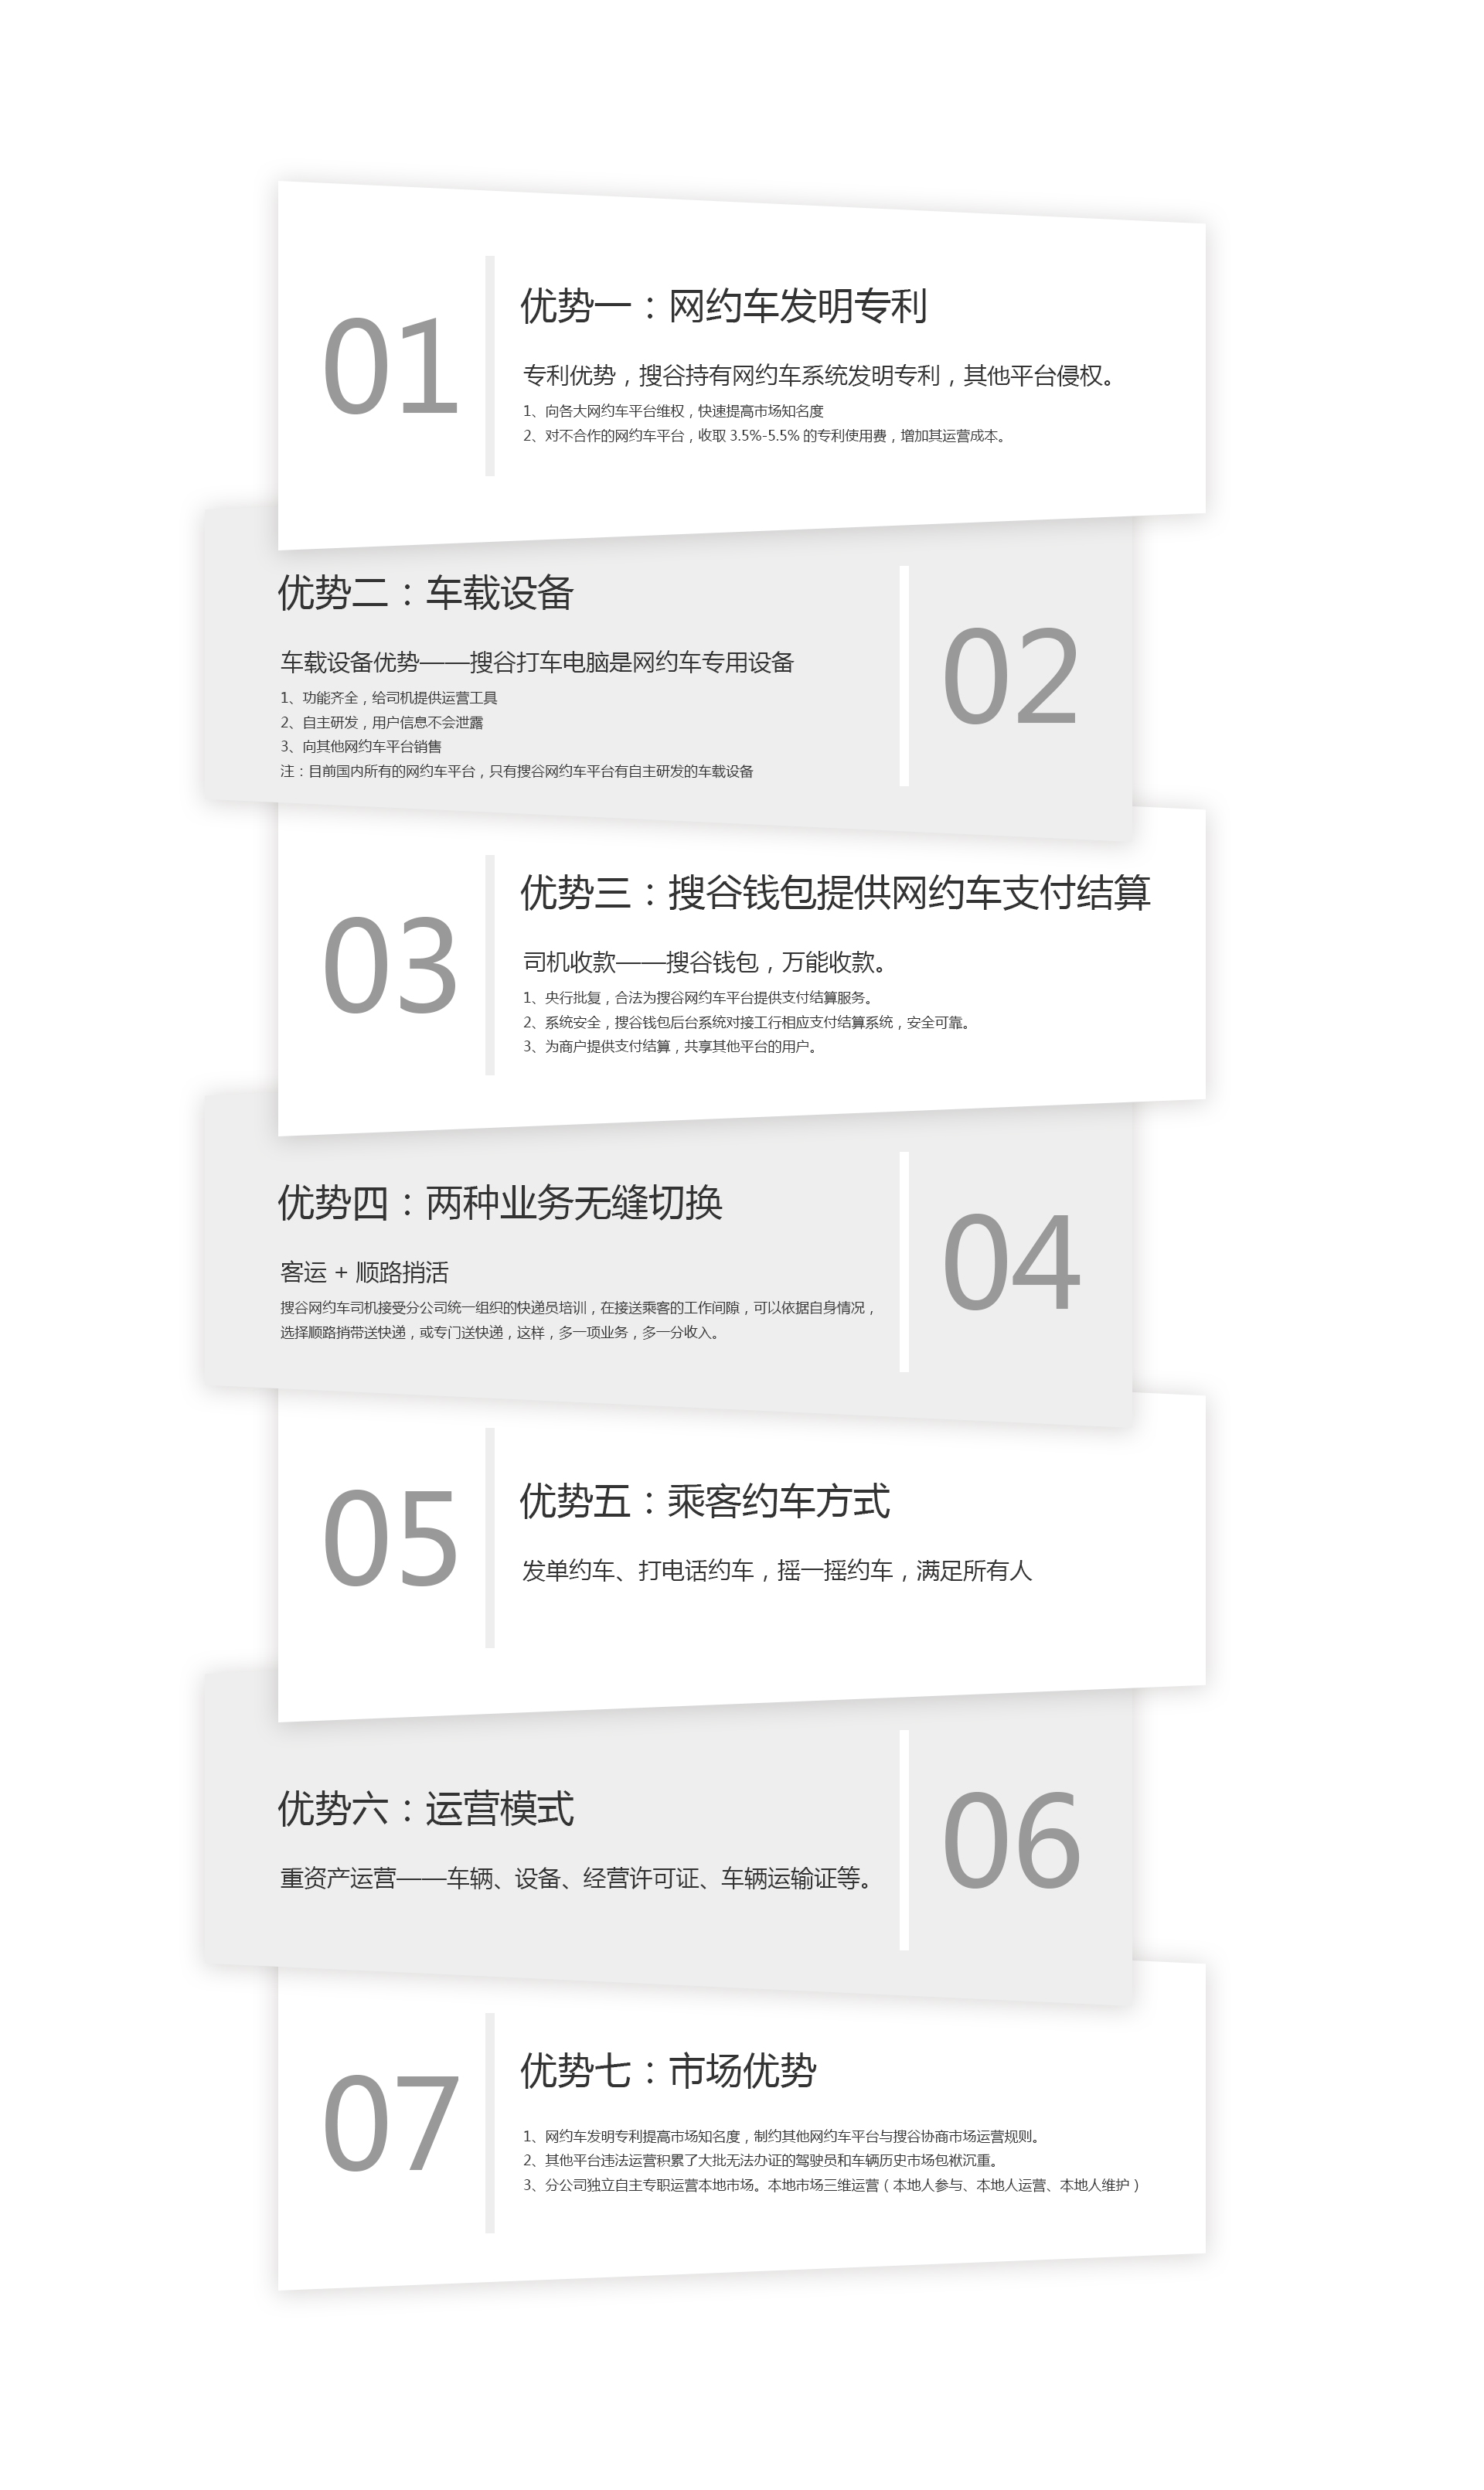 01
优势一：网约车发明专利
专利优势，搜谷持有网约车系统发明专利，其他平台侵权。
1、向各大网约车平台维权，快速提高市场知名度
2、对不合作的网约车平台，收取 3.5%-5.5% 的专利使用费，增加其运营成本。
优势二：车载设备
车载设备优势——搜谷打车电脑是网约车专用设备
1、功能齐全，给司机提供运营工具
2、自主研发，用户信息不会泄露
3、向其他网约车平台销售
注：目前国内所有的网约车平台，只有搜谷网约车平台有自主研发的车载设备
02
03
优势三：搜谷钱包提供网约车支付结算
司机收款——搜谷钱包，万能收款。
1、央行批复，合法为搜谷网约车平台提供支付结算服务。
2、系统安全，搜谷钱包后台系统对接工行相应支付结算系统，安全可靠。
3、为商户提供支付结算，共享其他平台的用户。
优势四：两种业务无缝切换
客运 + 顺路捎活
搜谷网约车司机接受分公司统一组织的快递员培训，在接送乘客的工作间隙，可以依据自身情况，
选择顺路捎带送快递，或专门送快递，这样，多一项业务，多一分收入。
04
05
优势五：乘客约车方式
发单约车、打电话约车，摇一摇约车，满足所有人
优势六：运营模式
重资产运营——车辆、设备、经营许可证、车辆运输证等。
06
07
优势七：市场优势
1、网约车发明专利提高市场知名度，制约其他网约车平台与搜谷协商市场运营规则。
2、其他平台违法运营积累了大批无法办证的驾驶员和车辆历史市场包袱沉重。
3、分公司独立自主专职运营本地市场。本地市场三维运营（本地人参与、本地人运营、本地人维护）